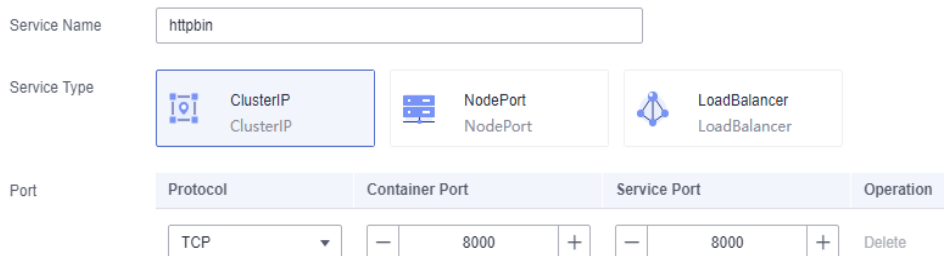 Service Name httpbin
Service Type ClusterIP NodePort LoadBalancer
ClusterIP NodePort LoadBalancer
Port Protocol Container Port Service Port Operation
TCP 8000 8000 Delete